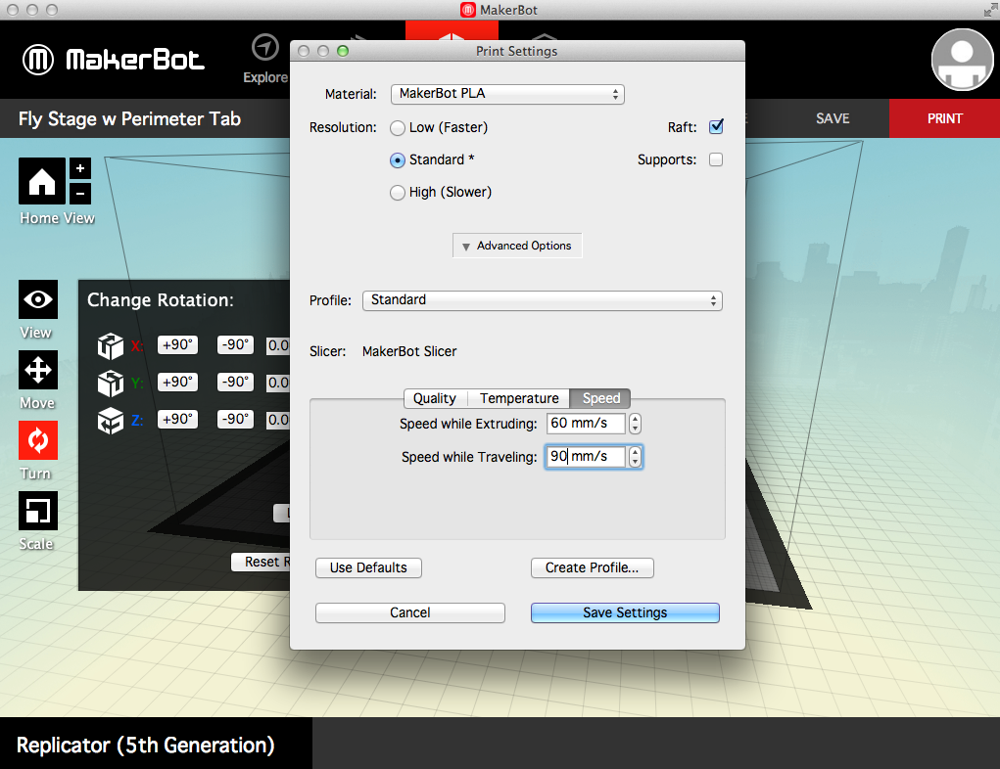 MakerBot
MakerBot
Explore
Fly Stage w Perimeter Tab
SAVE
PRINT
+
−
Home View
View
Move
Turn
Scale
Change Rotation:
X: +90° -90° 0.0
Y: +90° -90° 0.0
Z: +90° -90° 0.0
Reset R
Print Settings
Material: MakerBot PLA
Resolution: Low (Faster) Raft:
Standard * Supports:
High (Slower)
Advanced Options
Profile: Standard
Slicer: MakerBot Slicer
Quality Temperature Speed
Speed while Extruding: 60 mm/s
Speed while Traveling: 90 mm/s
Use Defaults Create Profile...
Cancel Save Settings
Replicator (5th Generation)